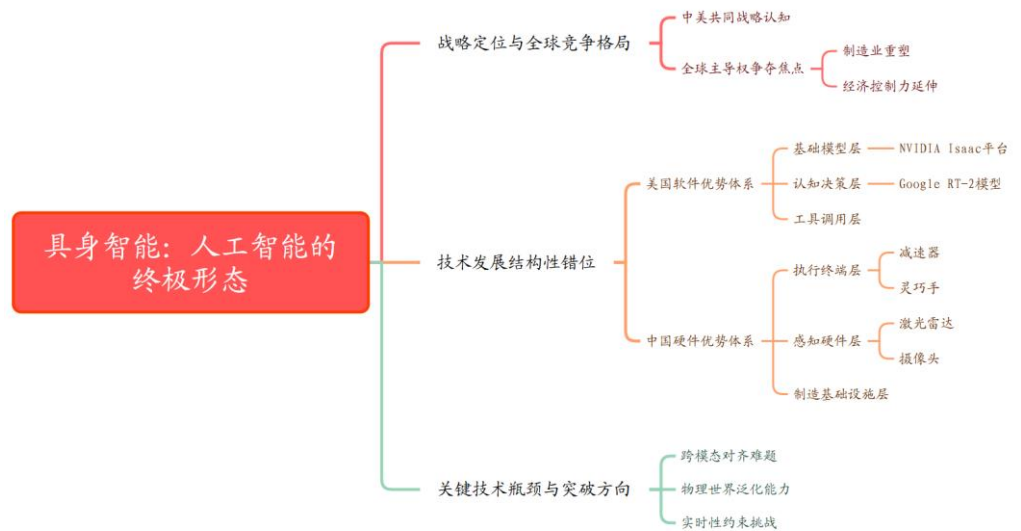 具身智能：人工智能的
终极形态
战略定位与全球竞争格局
中美共同战略认知
全球主导权争夺焦点
制造业重塑
经济控制力延伸
技术发展结构性错位
美国软件优势体系
基础模型层
NVIDIA Isaac平台
认知决策层
Google RT-2模型
工具调用层
中国硬件优势体系
执行终端层
减速器
灵巧手
感知硬件层
激光雷达
摄像头
制造基础设施层
关键技术瓶颈与突破方向
跨模态对齐难题
物理世界泛化能力
实时性约束挑战